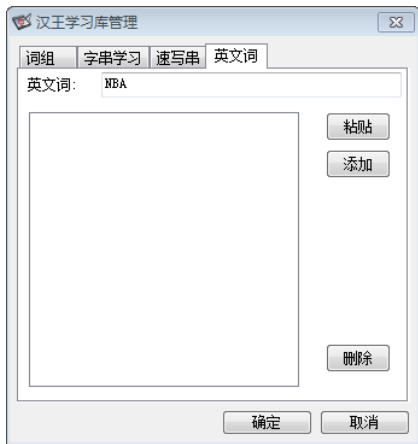 汉王学习库管理
词组 字串学习 速写串 英文词
英文词: NBA
粘贴
添加
删除
确定 取消